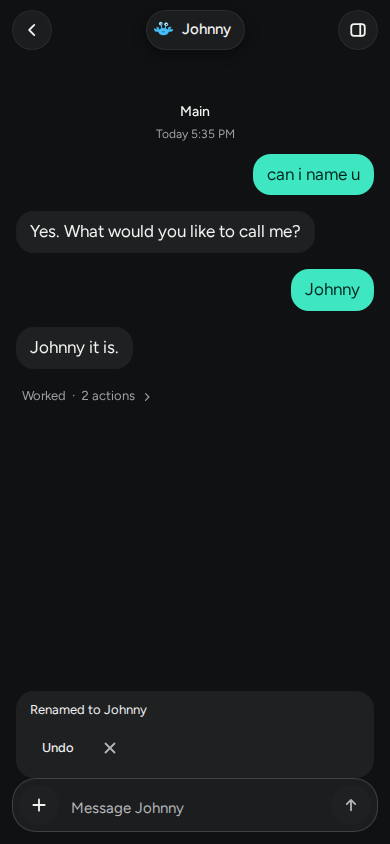 Johnny
Main
Today 5:35 PM
can i name u
Yes. What would you like to call me?
Johnny
Johnny it is.
Worked · 2 actions
Renamed to Johnny
Undo
Message Johnny